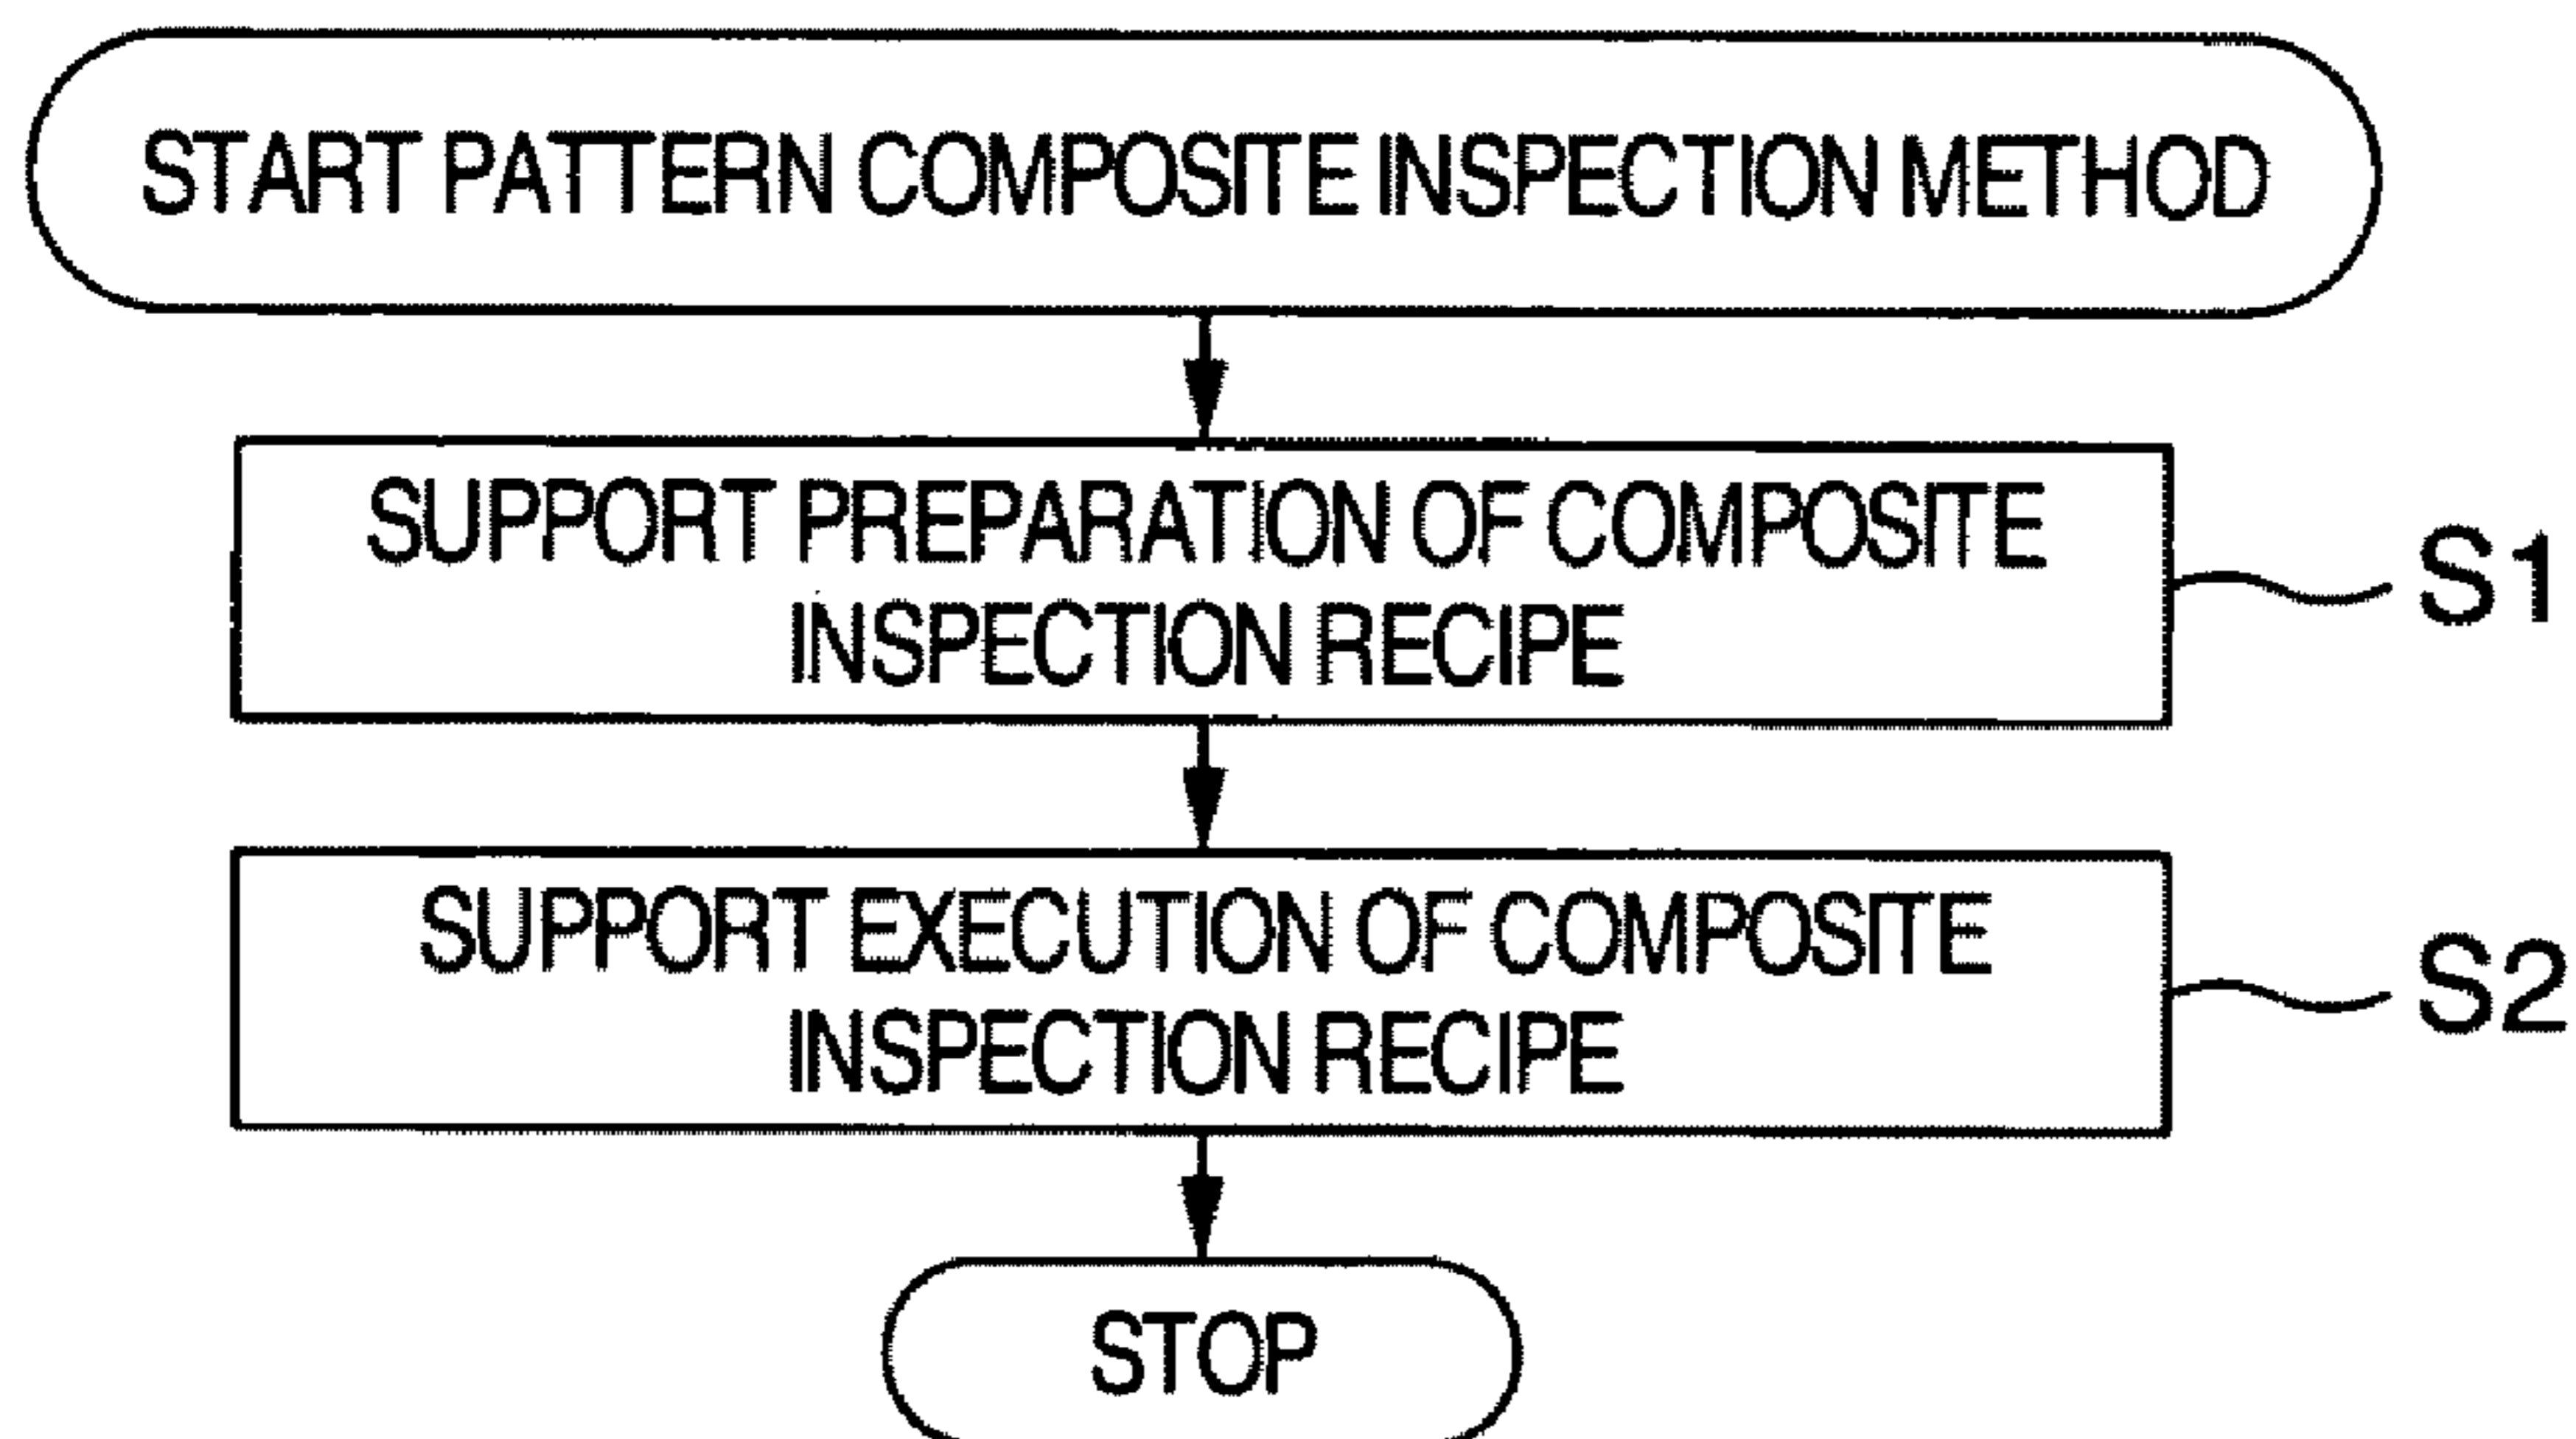 START PATTERN COMPOSITE INSPECTION METHOD
SUPPORT PREPARATION OF COMPOSITE
INSPECTION RECIPE
S1
SUPPORT EXECUTION OF COMPOSITE
INSPECTION RECIPE
S2
STOP